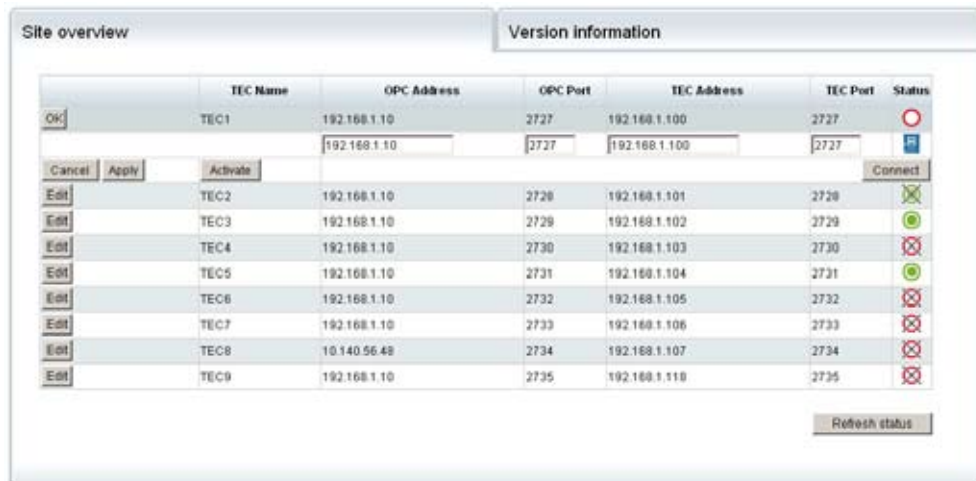 Site overview Version information
TEC Name OPC Address OPC Port TEC Address TEC Port Status
OK TEC1 192.168.1.10 2727 192.168.1.100 2727
192.168.1.10 2727 192.168.1.100 2727
Cancel Apply Activate Connect
Edit TEC2 192.168.1.10 2728 192.168.1.101 2728
Edit TEC3 192.168.1.10 2729 192.168.1.102 2729
Edit TEC4 192.168.1.10 2730 192.168.1.103 2730
Edit TEC5 192.168.1.10 2731 192.168.1.104 2731
Edit TEC6 192.168.1.10 2732 192.168.1.105 2732
Edit TEC7 192.168.1.10 2733 192.168.1.106 2733
Edit TEC8 10.140.56.48 2734 192.168.1.107 2734
Edit TEC9 192.168.1.10 2735 192.168.1.118 2735
Refresh status